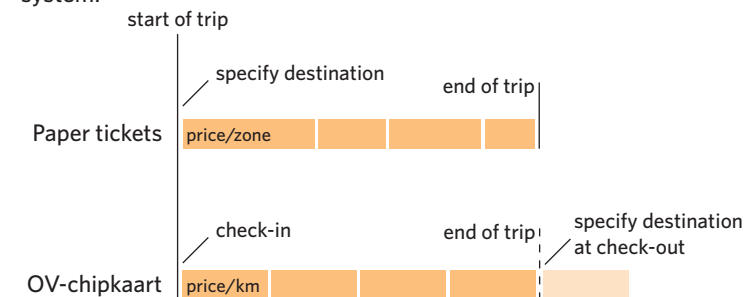 system.
start of trip
specify destination
end of trip
Paper tickets
price/zone
check-in
end of trip
specify destination
at check-out
OV-chipkaart
price/km